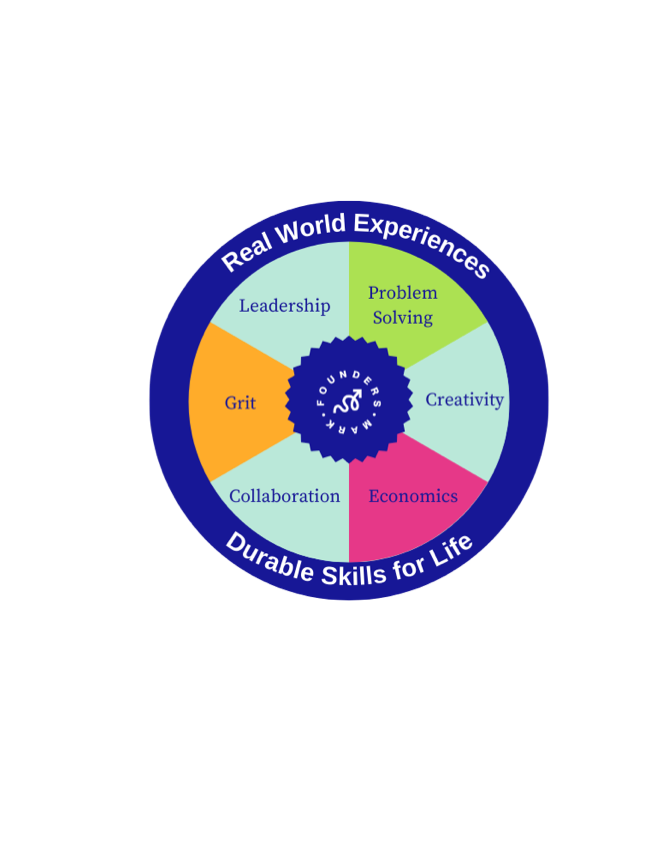 Real World Experiences
Leadership
Problem
Solving
Grit
FOUNDERS
MARK
Creativity
Collaboration
Economics
Durable Skills for Life